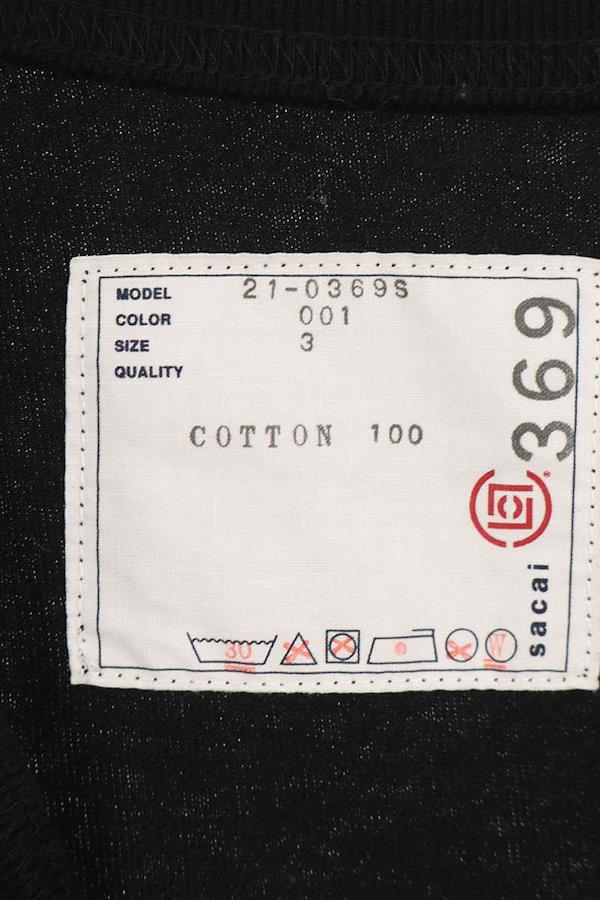 MODEL 21-0369S
COLOR 001
SIZE 3
QUALITY
COTTON 100
369
sacai
30
W